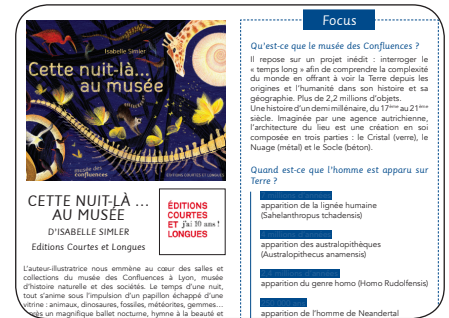 Isabelle Simler
Cette nuit-là...
au musée
musée des
confluences
ÉDITIONS COURTES ET LONGUES
CETTE NUIT-LÀ ...
AU MUSÉE
D'ISABELLE SIMLER
Editions Courtes et Longues
ÉDITIONS
COURTES
ET j'ai 10 ans !
LONGUES
L'auteur-illustratrice nous emmène au cœur des salles et
collections du musée des Confluences à Lyon, musée
d'histoire naturelle et des sociétés. Le temps d'une nuit,
tout s'anime sous l'impulsion d'un papillon échappé d'une
vitrine : animaux, dinosaures, fossiles, météorites, gemmes...
Après un magnifique ballet nocturne, hymne à la beauté et
Focus
Qu'est-ce que le musée des Confluences ?
Il repose sur un projet inédit : interroger le
« temps long » afin de comprendre la complexité
du monde en offrant à voir la Terre depuis les
origines et l'humanité dans son histoire et sa
géographie. Plus de 2,2 millions d'objets.
Une histoire d'un demi millénaire, du 17ème au 21ème
siècle. Imaginée par une agence autrichienne,
l'architecture du lieu est une création en soi
composée en trois parties : le Cristal (verre), le
Nuage (métal) et le Socle (béton).
Quand est-ce que l'homme est apparu sur
Terre ?
millions d'années
apparition de la lignée humaine
(Sahelanthropus tchadensis)
millions d'années
apparition des australopithèques
(Australopithecus anamensis)
millions d'années
apparition du genre homo (Homo Rudolfensis)
apparition de l'homme de Neandertal